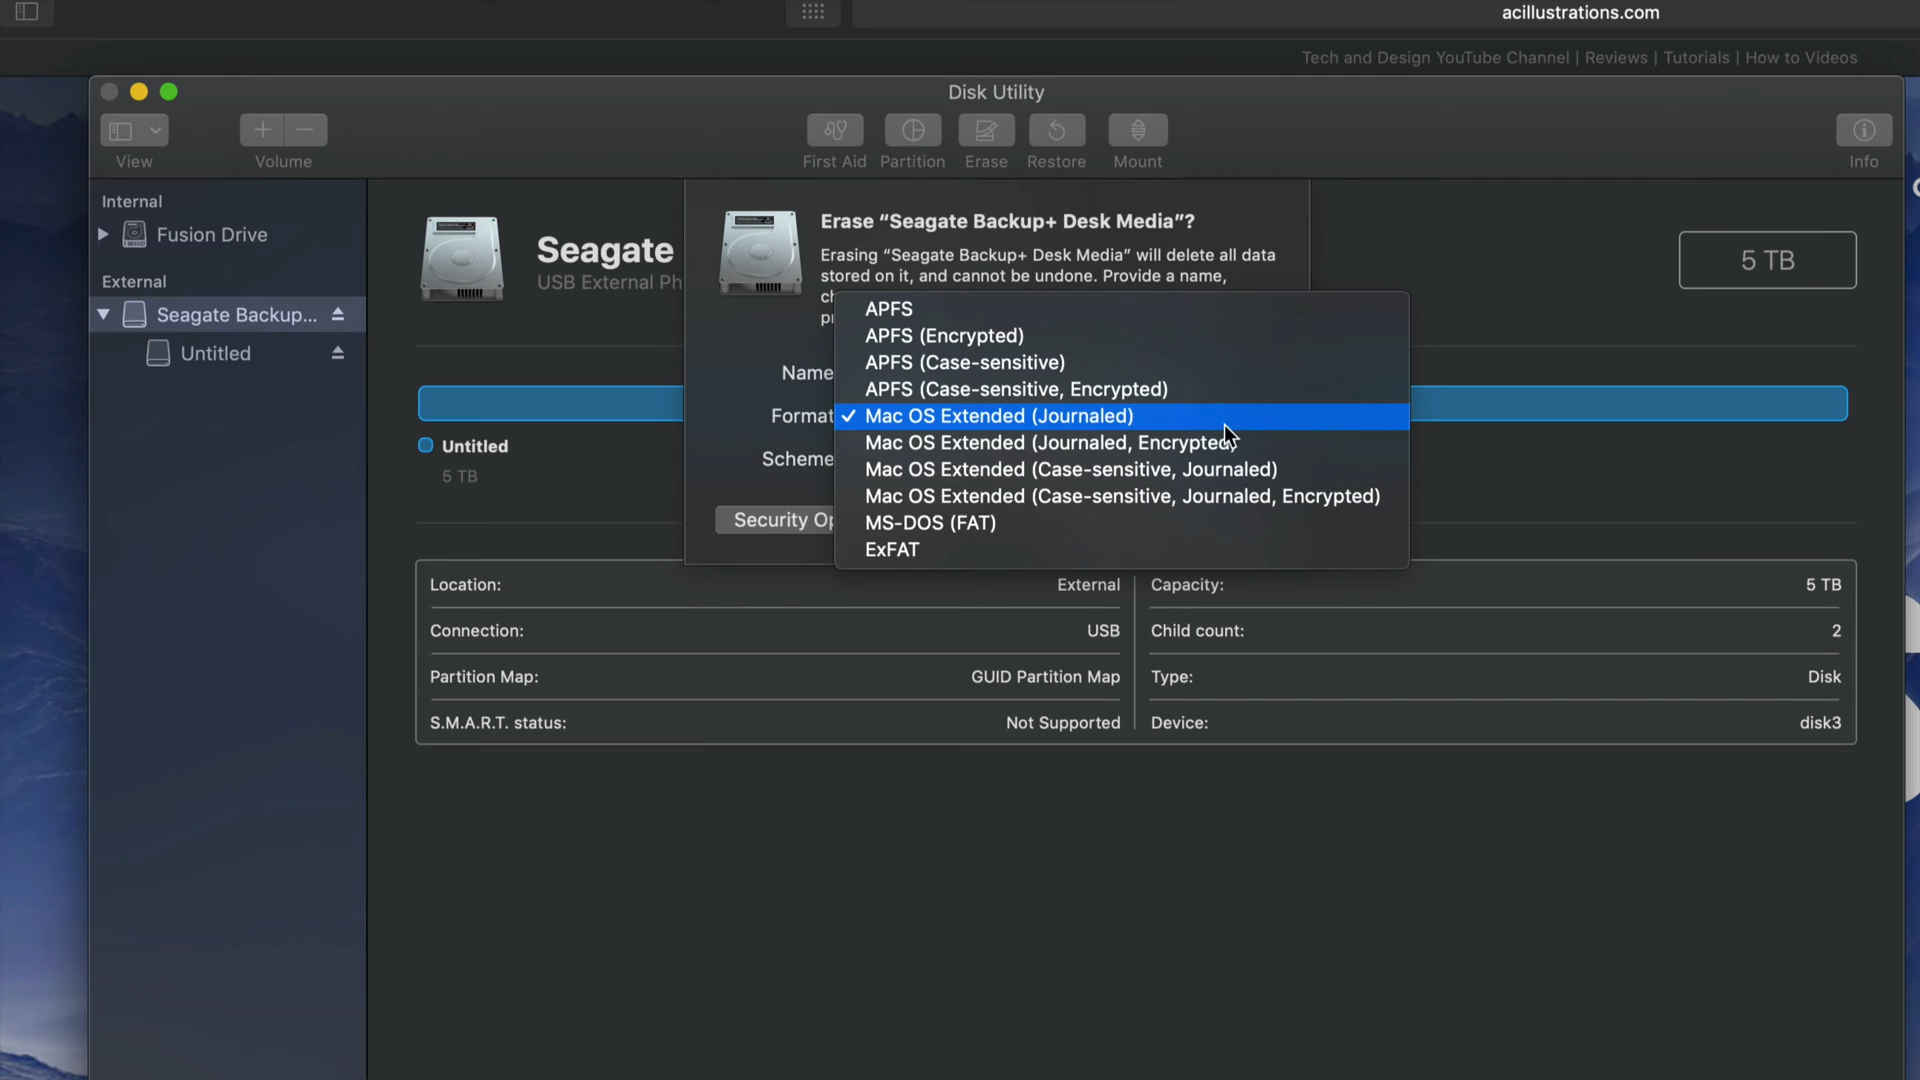 acillustrations.com
Tech and Design YouTube Channel | Reviews | Tutorials | How to Videos
Disk Utility
View
Volume
First Aid
Partition
Erase
Restore
Mount
Info
Internal
Fusion Drive
External
Seagate Backup...
Untitled
Seagate
USB External Ph
5 TB
Erase “Seagate Backup+ Desk Media”?
Erasing “Seagate Backup+ Desk Media” will delete all data
stored on it, and cannot be undone. Provide a name,
Name
Format
Scheme
Security Op
APFS
APFS (Encrypted)
APFS (Case-sensitive)
APFS (Case-sensitive, Encrypted)
✓ Mac OS Extended (Journaled)
Mac OS Extended (Journaled, Encrypted)
Mac OS Extended (Case-sensitive, Journaled)
Mac OS Extended (Case-sensitive, Journaled, Encrypted)
MS-DOS (FAT)
ExFAT
Untitled
5 TB
Location: External
Connection: USB
Partition Map: GUID Partition Map
S.M.A.R.T. status: Not Supported
Capacity: 5 TB
Child count: 2
Type: Disk
Device: disk3